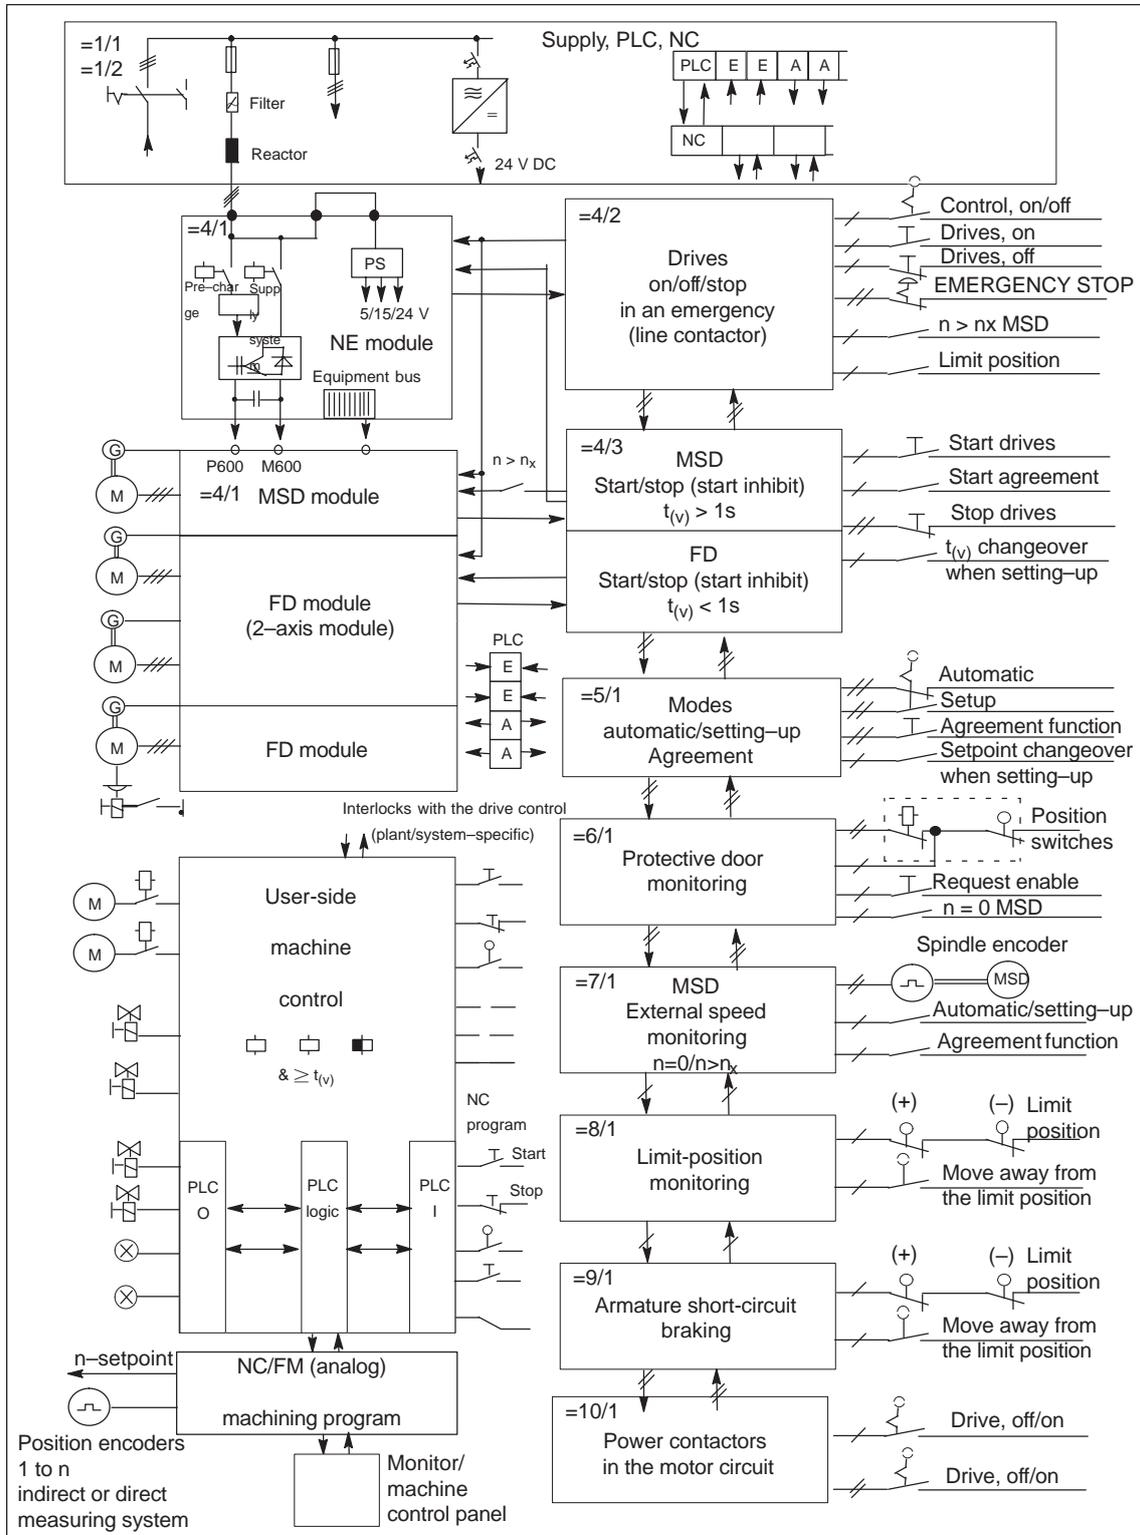 =1/1
=1/2
Supply, PLC, NC
PLC E E A A
NC
Filter
Reactor
24 V DC
=4/1
PS
Pre–char
ge
Supp
ly
syste
m
5/15/24 V
NE module
Equipment bus
=4/2
Drives
on/off/stop
in an emergency
(line contactor)
Control, on/off
Drives, on
Drives, off
EMERGENCY STOP
n > nx MSD
Limit position
G
M
P600
M600
=4/1
MSD module
n > nx
=4/3
MSD
Start/stop (start inhibit)
t(v) > 1s
FD
Start/stop (start inhibit)
t(v) < 1s
Start drives
Start agreement
Stop drives
t(v) changeover
when setting–up
G
M
FD module
(2–axis module)
G
M
G
M
FD module
PLC
E
E
A
A
=5/1
Modes
automatic/setting–up
Agreement
Automatic
Setup
Agreement function
Setpoint changeover
when setting–up
Interlocks with the drive control
(plant/system–specific)
=6/1
Protective door
monitoring
Position
switches
Request enable
n = 0 MSD
User-side
machine
control
& ≥ t(v)
M
M
=7/1
MSD
External speed
monitoring
n=0/n>nx
Spindle encoder
MSD
Automatic/setting–up
Agreement function
NC
program
Start
Stop
PLC
O
PLC
logic
PLC
I
=8/1
Limit-position
monitoring
(+)
(–)
Limit
position
Move away from
the limit position
=9/1
Armature short-circuit
braking
(+)
(–)
Limit
position
Move away from
the limit position
n–setpoint
NC/FM (analog)
machining program
Position encoders
1 to n
indirect or direct
measuring system
Monitor/
machine
control panel
=10/1
Power contactors
in the motor circuit
Drive, off/on
Drive, off/on